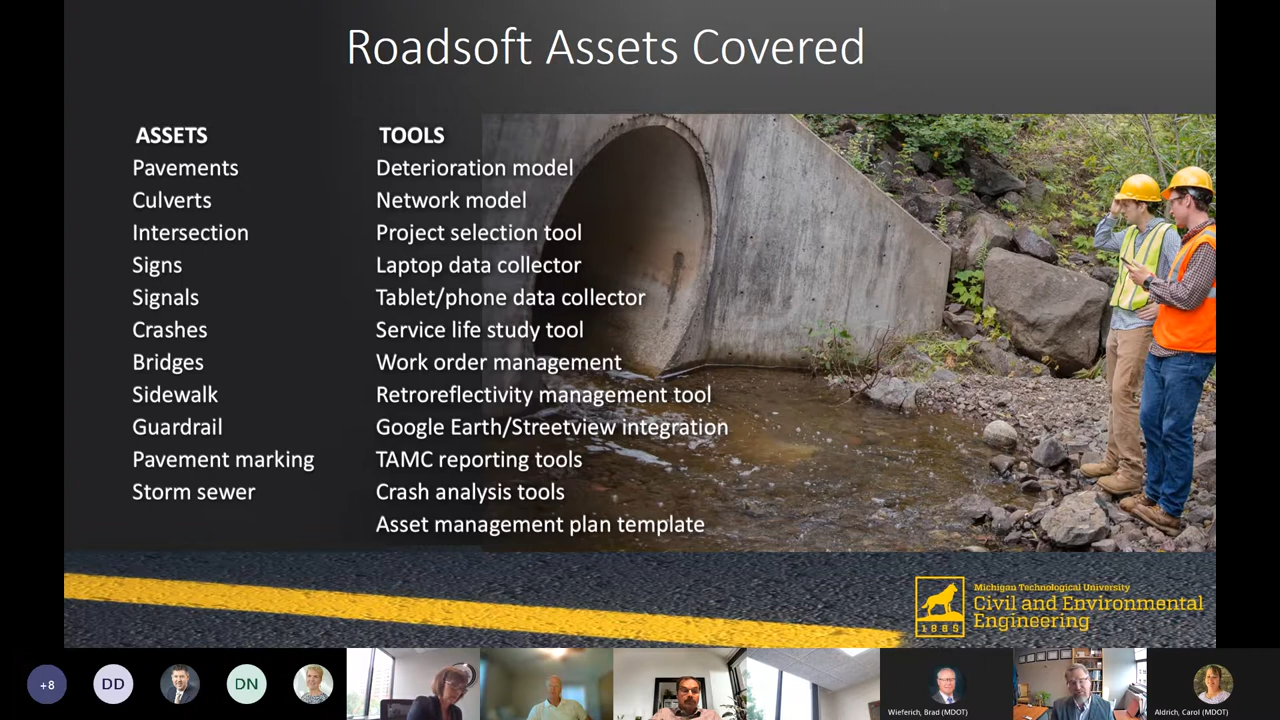 Roadsoft Assets Covered
ASSETS
Pavements
Culverts
Intersection
Signs
Signals
Crashes
Bridges
Sidewalk
Guardrail
Pavement marking
Storm sewer
TOOLS
Deterioration model
Network model
Project selection tool
Laptop data collector
Tablet/phone data collector
Service life study tool
Work order management
Retroreflectivity management tool
Google Earth/Streetview integration
TAMC reporting tools
Crash analysis tools
Asset management plan template
1885
Michigan Technological University
Civil and Environmental
Engineering
+8
DD
DN
Wieferich, Brad (MDOT)
Aldrich, Carol (MDOT)